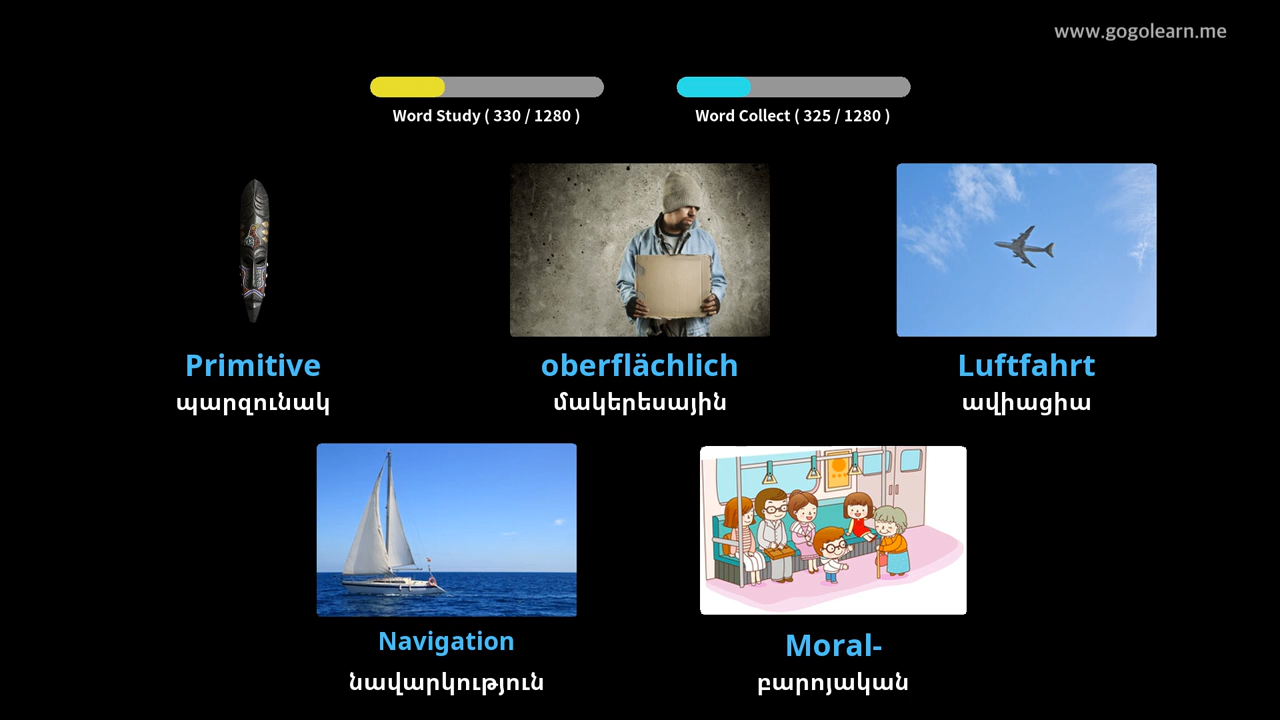 www.gogolearn.me
Word Study ( 330 / 1280 )
Word Collect ( 325 / 1280 )
Primitive
պարզունակ
oberflächlich
մակերեսային
Luftfahrt
ավիացիա
Navigation
նավարկություն
Moral-
բարոյական